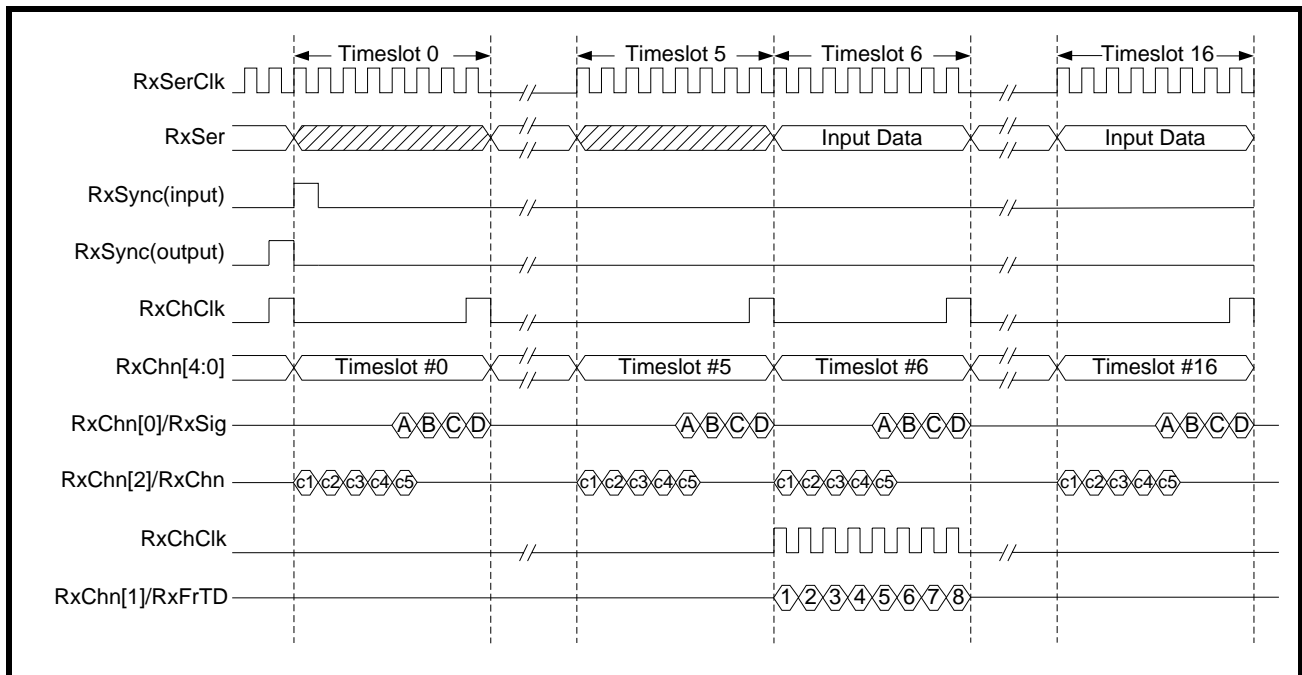 Timeslot 0 Timeslot 5 Timeslot 6 Timeslot 16
RxSerClk
RxSer Input Data Input Data
RxSync(input)
RxSync(output)
RxChClk
RxChn[4:0] Timeslot #0 Timeslot #5 Timeslot #6 Timeslot #16
RxChn[0]/RxSig A B C D A B C D A B C D A B C D
RxChn[2]/RxChn c1 c2 c3 c4 c5 c1 c2 c3 c4 c5 c1 c2 c3 c4 c5 c1 c2 c3 c4 c5
RxChClk
RxChn[1]/RxFrTD 1 2 3 4 5 6 7 8